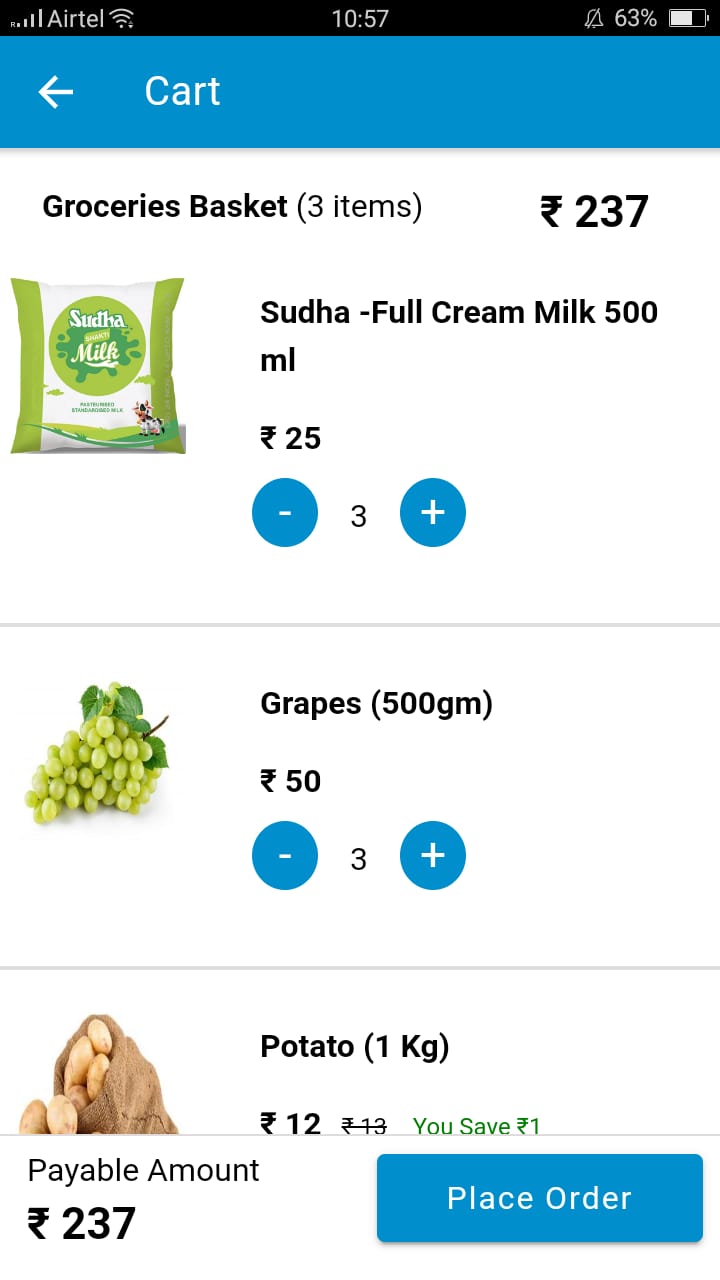 R Airtel 10:57 63%
Cart
Groceries Basket (3 items) ₹ 237
Sudha -Full Cream Milk 500
ml
Sudha
SHAKTI
Milk
PASTEURISED
STANDARDISED MILK
₹ 25
- 3 +
Grapes (500gm)
₹ 50
- 3 +
Potato (1 Kg)
₹ 12 ₹ 13 You Save ₹1
Payable Amount
₹ 237
Place Order